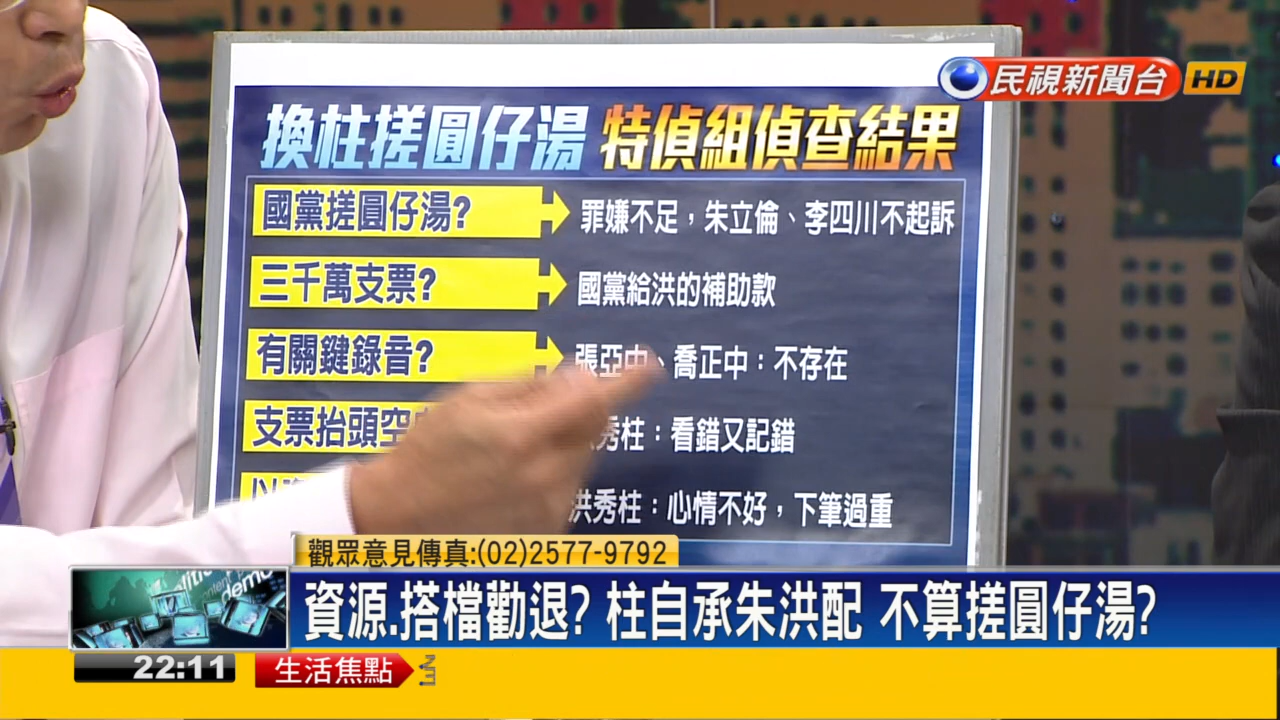 民視新聞台 HD
換柱搓圓仔湯 特偵組偵查結果
國黨搓圓仔湯? 罪嫌不足，朱立倫、李四川不起訴
三千萬支票? 國黨給洪的補助款
有關鍵錄音? 張亞中、喬正中：不存在
支票抬頭空 秀柱：看錯又記錯
洪秀柱：心情不好，下筆過重
觀眾意見傳真:(02)2577-9792
資源.搭檔勸退? 柱自承朱洪配 不算搓圓仔湯?
22:11 生活焦點